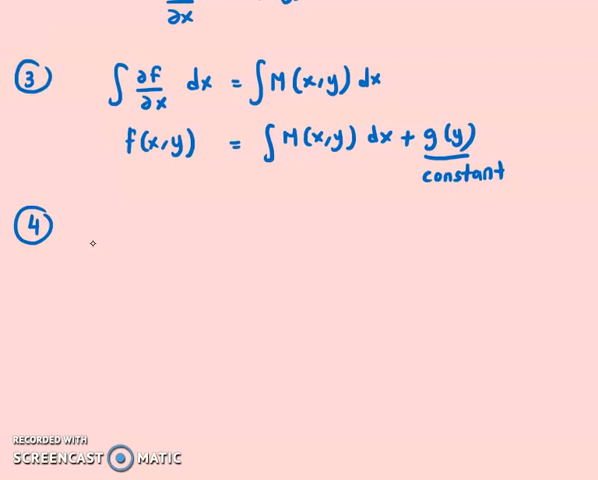 ∂x
③ ∫ ∂f/∂x dx = ∫ M(x,y) dx
f(x,y) = ∫ M(x,y) dx + g(y)
constant
④
RECORDED WITH
SCREENCAST MATIC